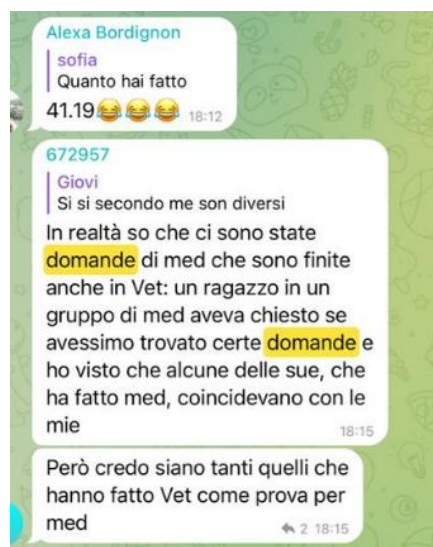 Alexa Bordignon
sofia
Quanto hai fatto
41.19😂😂😂 18:12
672957
Giovi
Si si secondo me son diversi
In realtà so che ci sono state
domande di med che sono finite
anche in Vet: un ragazzo in un
gruppo di med aveva chiesto se
avessimo trovato certe domande e
ho visto che alcune delle sue, che
ha fatto med, coincidevano con le
mie 18:15
Però credo siano tanti quelli che
hanno fatto Vet come prova per
med 2 18:15